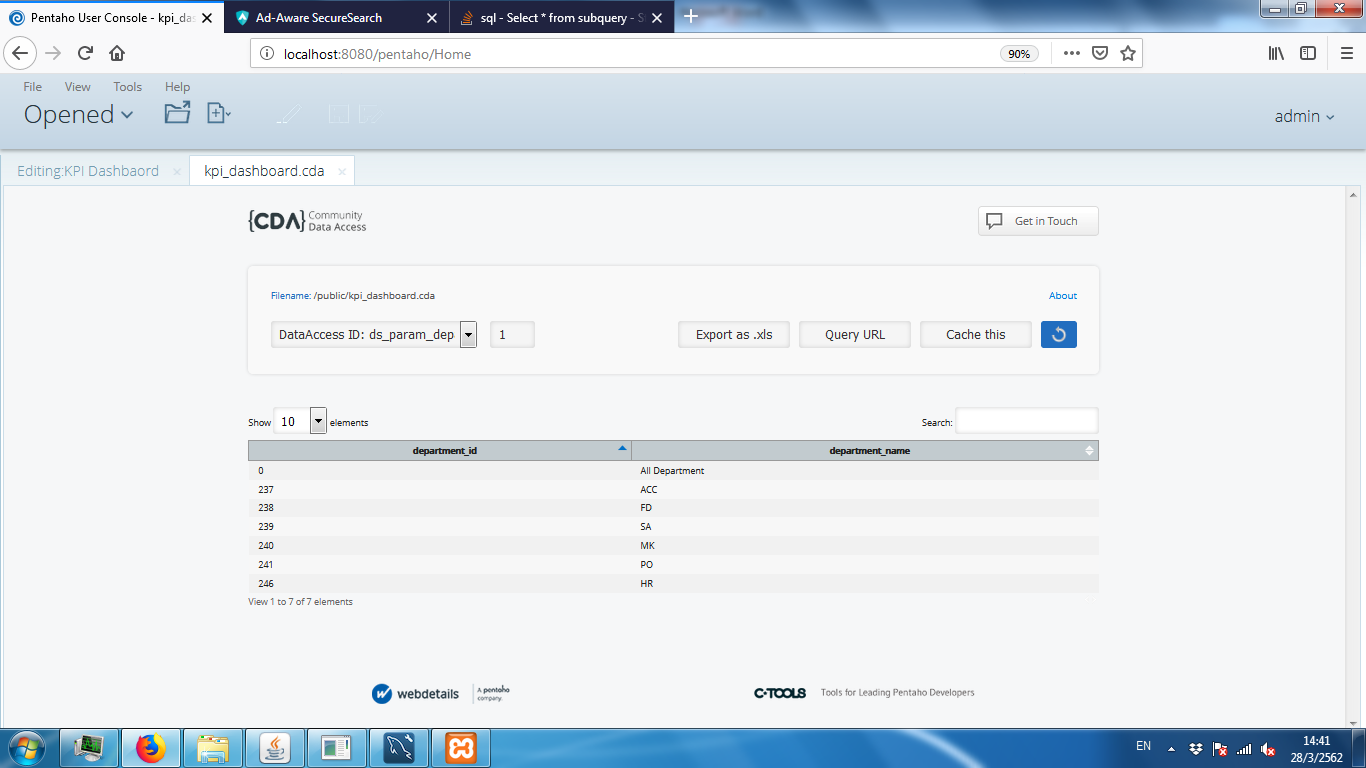 Pentaho User Console - kpi_das
Ad-Aware SecureSearch
sql - Select * from subquery - S
localhost:8080/pentaho/Home
90%
File View Tools Help
Opened
admin
Editing:KPI Dashbaord
kpi_dashboard.cda
{CDA} Community
Data Access
Get in Touch
Filename: /public/kpi_dashboard.cda
About
DataAccess ID: ds_param_dep
1
Export as .xls
Query URL
Cache this
Show 10 elements
Search:
department_id department_name
0 All Department
237 ACC
238 FD
239 SA
240 MK
241 PO
246 HR
View 1 to 7 of 7 elements
webdetails A pentaho
company.
C-TOOLS Tools for Leading Pentaho Developers
EN
14:41
28/3/2562